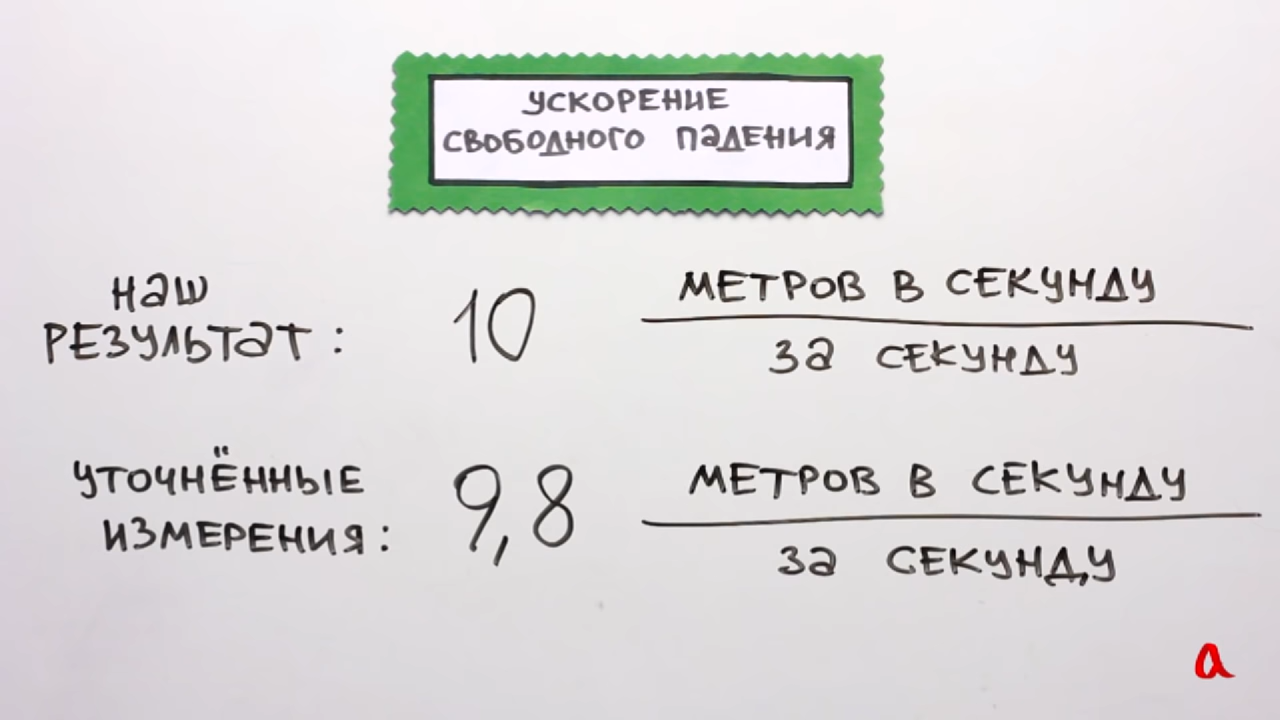 УСКОРЕНИЕ
СВОБОДНОГО ПАДЕНИЯ
НАШ
РЕЗУЛЬТАТ:
10
МЕТРОВ В СЕКУНДУ
ЗА СЕКУНДУ
УТОЧНЁННЫЕ
ИЗМЕРЕНИЯ:
9,8
МЕТРОВ В СЕКУНДУ
ЗА СЕКУНДУ
a